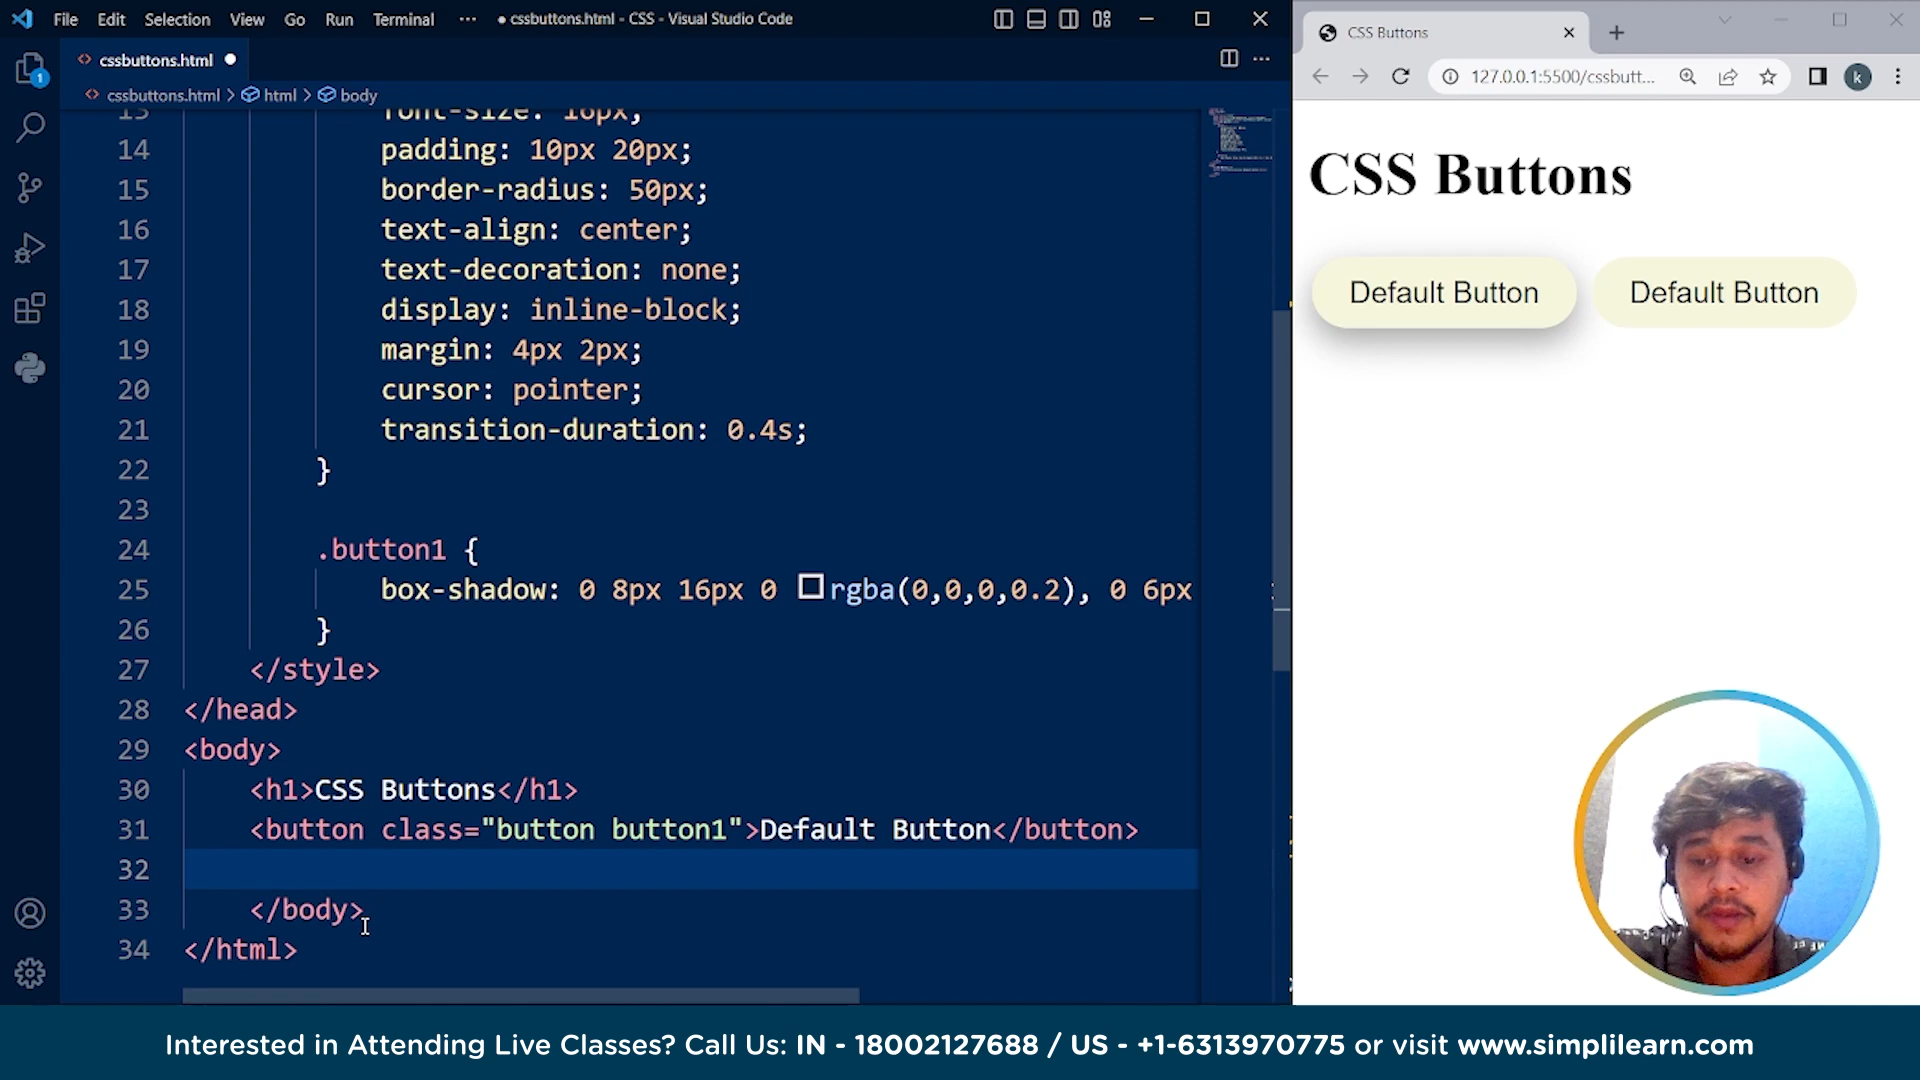 File Edit Selection View Go Run Terminal ··· ● cssbuttons.html - CSS - Visual Studio Code
cssbuttons.html ●
cssbuttons.html > html > body
1
13 font-size: 16px;
14 padding: 10px 20px;
15 border-radius: 50px;
16 text-align: center;
17 text-decoration: none;
18 display: inline-block;
19 margin: 4px 2px;
20 cursor: pointer;
21 transition-duration: 0.4s;
22 }
23
24 .button1 {
25 box-shadow: 0 8px 16px 0 rgba(0,0,0,0.2), 0 6px
26 }
27 </style>
28 </head>
29 <body>
30 <h1>CSS Buttons</h1>
31 <button class="button button1">Default Button</button>
32
33 </body>
34 </html>
CSS Buttons
127.0.0.1:5500/cssbutt...
k
CSS Buttons
Default Button Default Button
Interested in Attending Live Classes? Call Us: IN - 18002127688 / US - +1-6313970775 or visit www.simplilearn.com